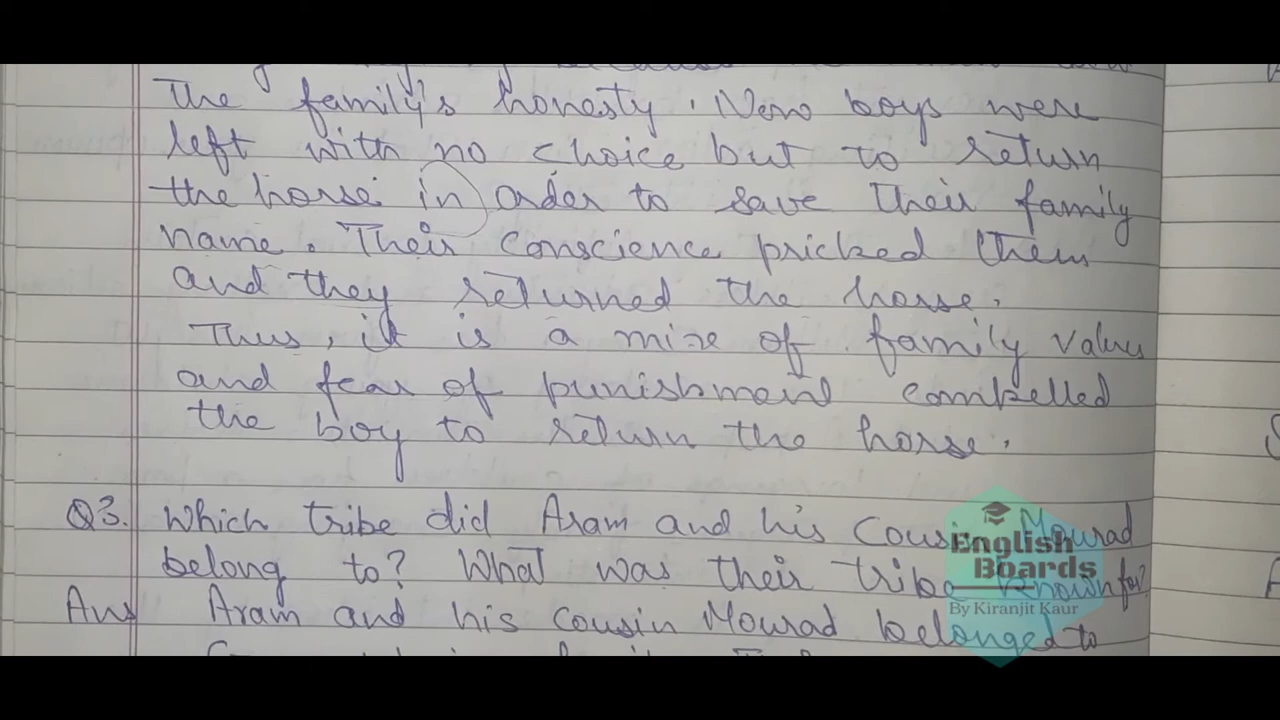 The family's honesty. Now boys were
left with no choice but to return
the horse in order to save their family
name. Their conscience pricked them
and they returned the horse.
Thus, it is a mixe of family values
and fear of punishment compelled
the boy to return the horse.
Q3. Which tribe did Aram and his Cousin Mourad
belong to? What was their tribe known for?
Ans Aram and his cousin Mourad belonged to
English
Boards
By Kiranjit Kaur